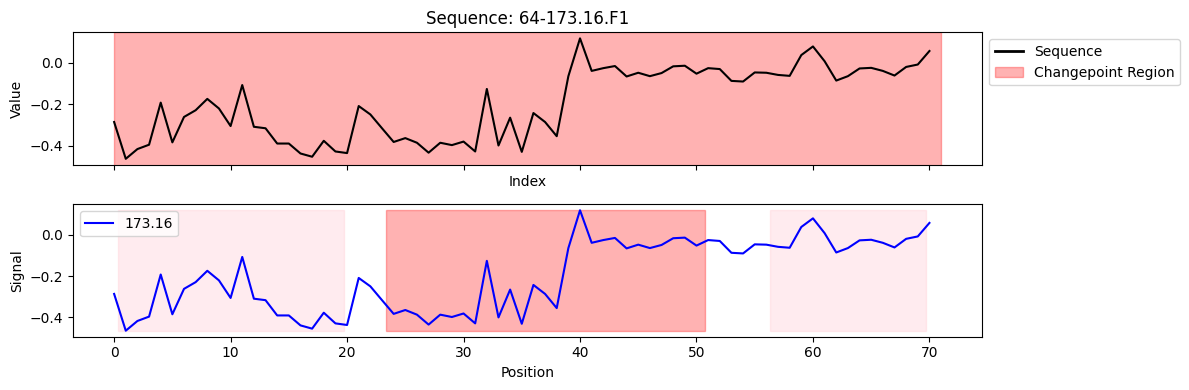 Sequence: 64-173.16.F1
Value
0.0
−0.2
−0.4
Index
Sequence
Changepoint Region
Signal
0.0
−0.2
−0.4
173.16
0 10 20 30 40 50 60 70
Position